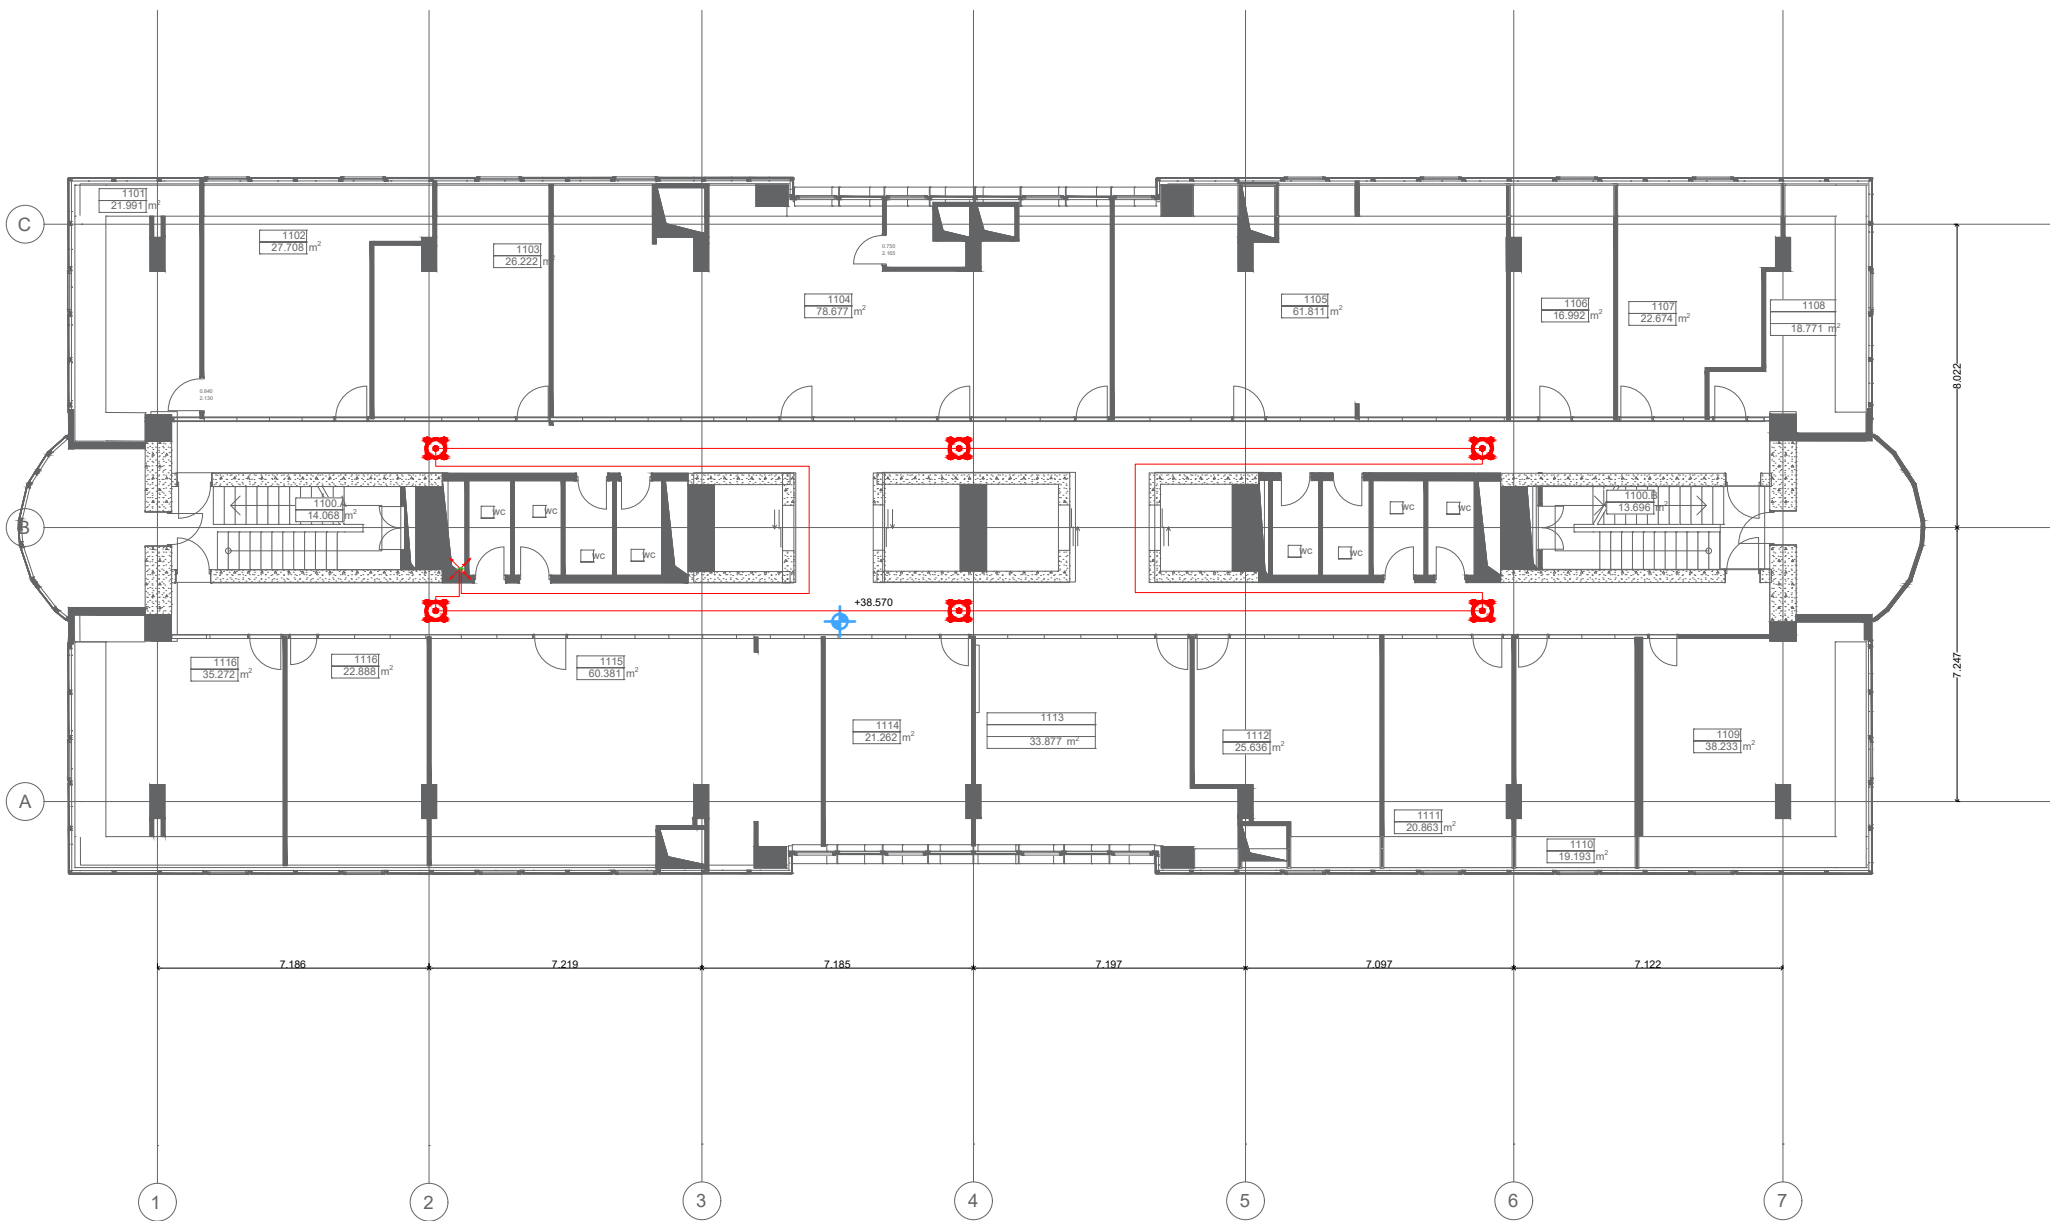 1101
21.991 m²
C
1102
27.708 m²
1103
26.222 m²
0.730
2.165
1104
78.677 m²
1105
61.811 m²
1106
16.992 m²
1107
22.674 m²
1108
18.771 m²
8.022
0.840
2.130
1100.A
14.068 m²
WC
WC
WC
WC
WC
WC
WC
WC
1100.B
13.696 m²
B
+38.570
1116
35.272 m²
1116
22.888 m²
1115
60.381 m²
7.247
1114
21.262 m²
1113
33.877 m²
1112
25.636 m²
1109
38.233 m²
A
1111
20.863 m²
1110
19.193 m²
7.186
7.219
7.185
7.197
7.097
7.122
1
2
3
4
5
6
7